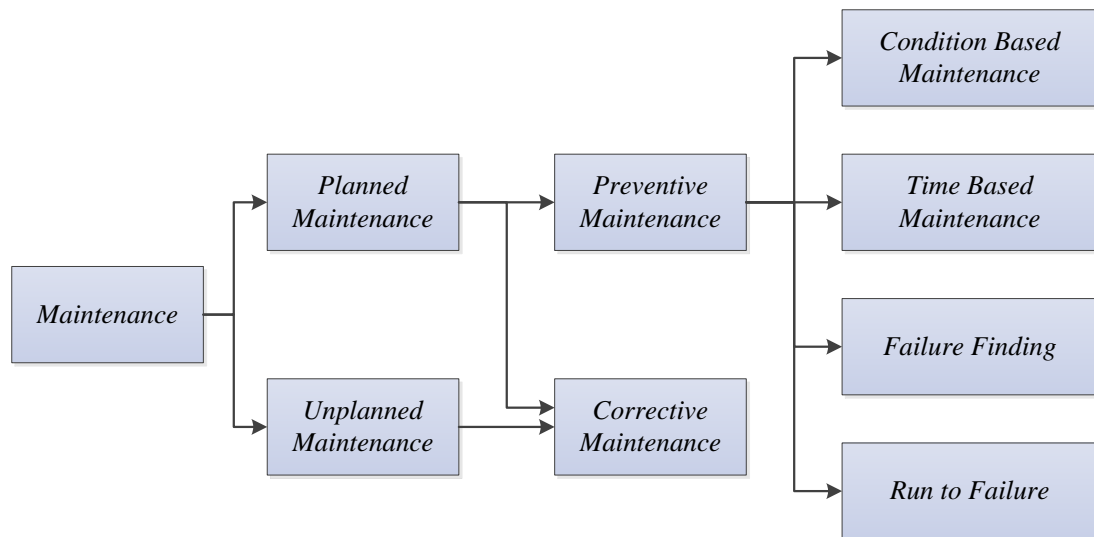 Maintenance
Planned
Maintenance
Unplanned
Maintenance
Preventive
Maintenance
Corrective
Maintenance
Condition Based
Maintenance
Time Based
Maintenance
Failure Finding
Run to Failure